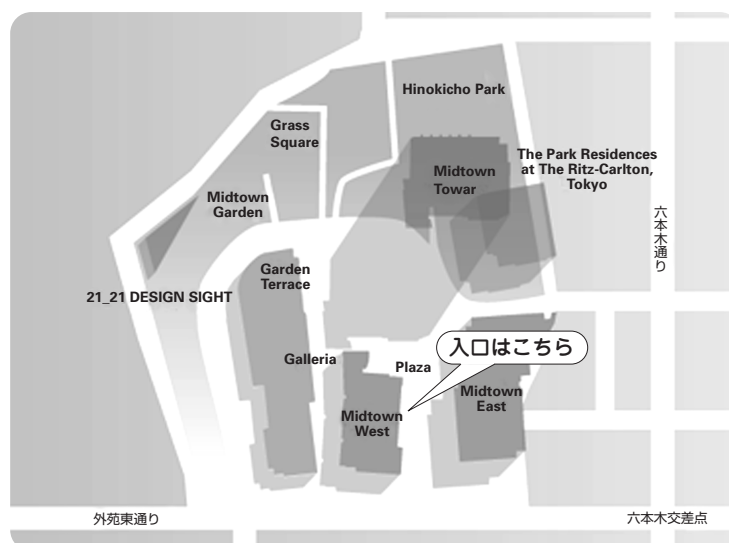 Hinokicho Park
Grass
Square
The Park Residences
at The Ritz-Carlton,
Tokyo
Midtown
Towar
Midtown
Garden
六本木通り
Garden
Terrace
21_21 DESIGN SIGHT
入口はこちら
Galleria
Plaza
Midtown
East
Midtown
West
外苑東通り
六本木交差点